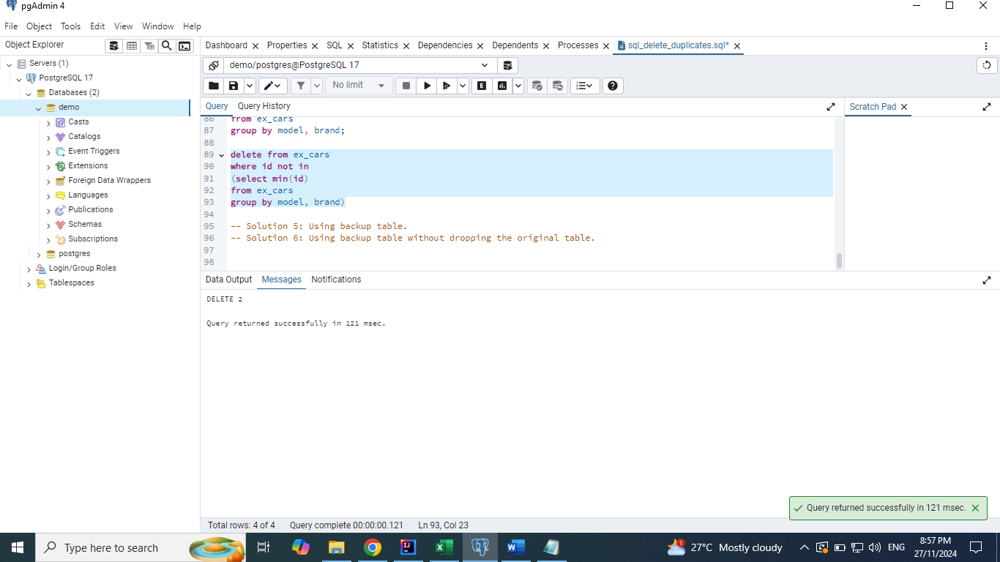 pgAdmin 4
File Object Tools Edit View Window Help
Object Explorer
Dashboard Properties SQL Statistics Dependencies Dependents Processes sql_delete_duplicates.sql*
Servers (1)
PostgreSQL 17
Databases (2)
demo
Casts
Catalogs
Event Triggers
Extensions
Foreign Data Wrappers
Languages
Publications
Schemas
Subscriptions
postgres
Login/Group Roles
Tablespaces
demo/postgres@PostgreSQL 17
No limit
E
Query Query History
Scratch Pad
86 from ex_cars
87 group by model, brand;
88
89 delete from ex_cars
90 where id not in
91 (select min(id)
92 from ex_cars
93 group by model, brand)
94
95 -- Solution 5: Using backup table.
96 -- Solution 6: Using backup table without dropping the original table.
97
98
Data Output Messages Notifications
DELETE 2
Query returned successfully in 121 msec.
Query returned successfully in 121 msec.
Total rows: 4 of 4 Query complete 00:00:00.121 Ln 93, Col 23
Type here to search
1
27°C Mostly cloudy
ENG
8:57 PM
27/11/2024